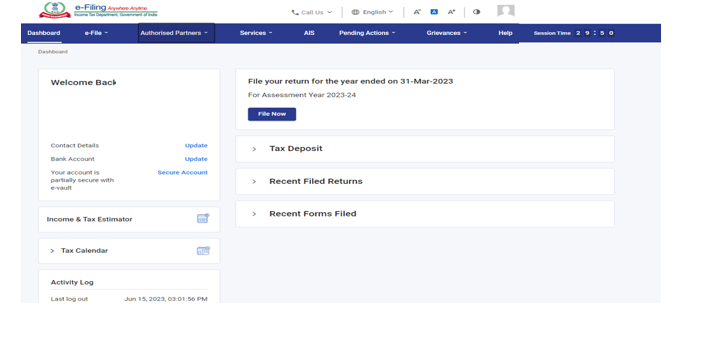 e-Filing Anywhere Anytime
Income Tax Department, Government of India
Call Us
English
A-
A
A+
Dashboard
e-File
Authorised Partners
Services
AIS
Pending Actions
Grievances
Help
Session Time 2 9 : 5 0
Dashboard
Welcome Back
Contact Details Update
Bank Account Update
Your account is
partially secure with
e-vault
Secure Account
Income & Tax Estimator
> Tax Calendar
Activity Log
Last log out Jun 15, 2023, 03:01:56 PM
File your return for the year ended on 31-Mar-2023
For Assessment Year 2023-24
File Now
> Tax Deposit
> Recent Filed Returns
> Recent Forms Filed